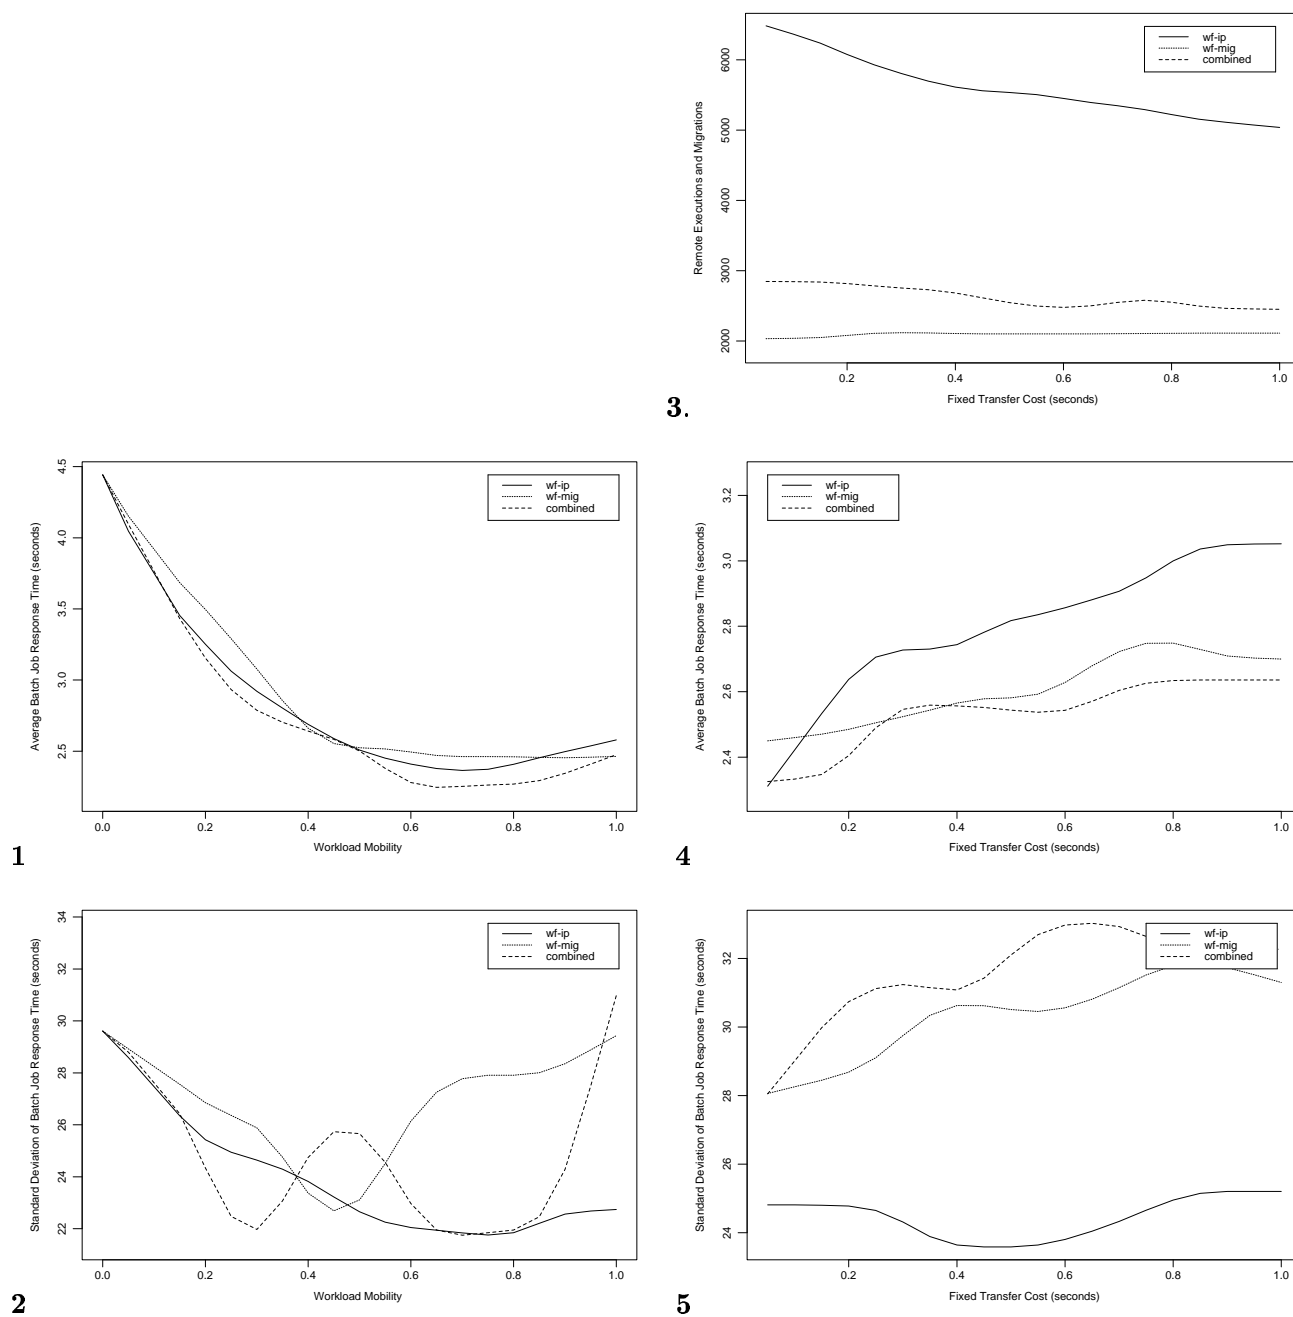 wf-ip
wf-mig
combined
6000
5000
4000
3000
2000
Remote Executions and Migrations
0.2 0.4 0.6 0.8 1.0
Fixed Transfer Cost (seconds)
3.
wf-ip
wf-mig
combined
4.5
4.0
3.5
3.0
2.5
Average Batch Job Response Time (seconds)
0.0 0.2 0.4 0.6 0.8 1.0
Workload Mobility
1
wf-ip
wf-mig
combined
3.2
3.0
2.8
2.6
2.4
Average Batch Job Response Time (seconds)
0.2 0.4 0.6 0.8 1.0
Fixed Transfer Cost (seconds)
4
wf-ip
wf-mig
combined
34
32
30
28
26
24
22
Standard Deviation of Batch Job Response Time (seconds)
0.0 0.2 0.4 0.6 0.8 1.0
Workload Mobility
2
wf-ip
wf-mig
combined
32
30
28
26
24
Standard Deviation of Batch Job Response Time (seconds)
0.2 0.4 0.6 0.8 1.0
Fixed Transfer Cost (seconds)
5